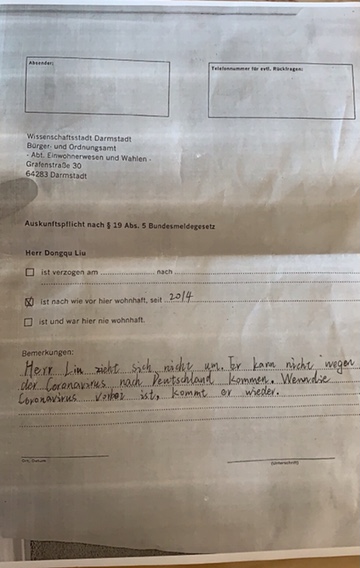 Absender:
Telefonnummer für evtl. Rückfragen:
Wissenschaftsstadt Darmstadt
Bürger- und Ordnungsamt
- Abt. Einwohnerwesen und Wahlen -
Grafenstraße 30
64283 Darmstadt
Auskunftspflicht nach § 19 Abs. 5 Bundesmeldegesetz
Herr Dongqu Liu
ist verzogen am nach
ist nach wie vor hier wohnhaft, seit 2014
ist und war hier nie wohnhaft.
Bemerkungen:
Herr Liu zieht sich nicht um. Er kann nicht wegen
der Coronavirus nach Deutschland kommen. Wenn die
Coronavirus vorbei ist, kommt er wieder.
Ort, Datum
Unterschrift